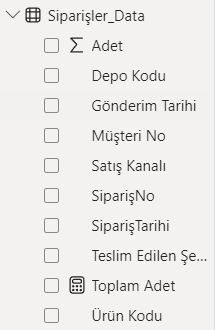 Siparişler_Data
Adet
Depo Kodu
Gönderim Tarihi
Müşteri No
Satış Kanalı
SiparişNo
SiparişTarihi
Teslim Edilen Şe...
Toplam Adet
Ürün Kodu